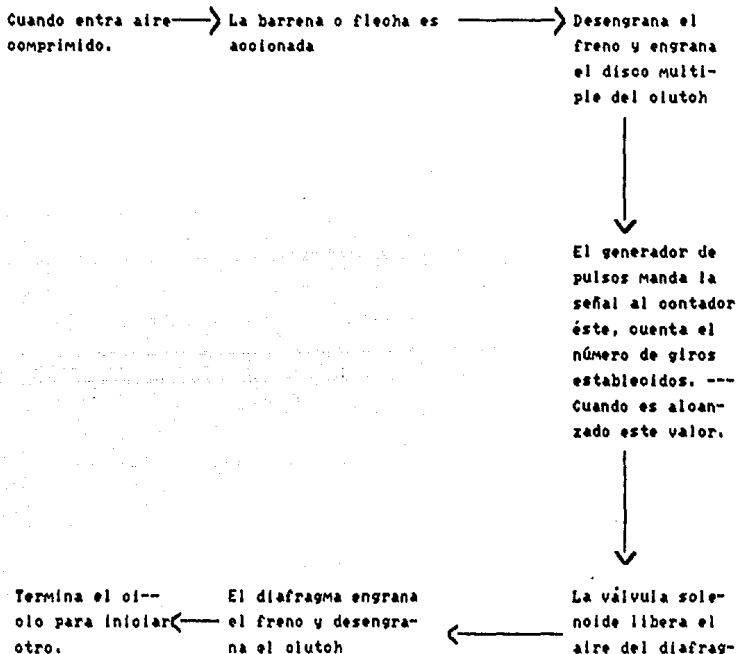 Cuando entra aire
comprimido.
La barrena o flecha es
accionada
Desengrana el
freno y engrana
el disco multi-
ple del clutch
El generador de
pulsos manda la
señal al contador
éste, cuenta el
número de giros
establecidos. ---
Cuando es alcan-
zado este valor.
La válvula sole-
noide libera el
aire del diafrag-
El diafragma engrana
el freno y desengra-
na el clutch
Termina el ci--
clo para iniciar
otro.